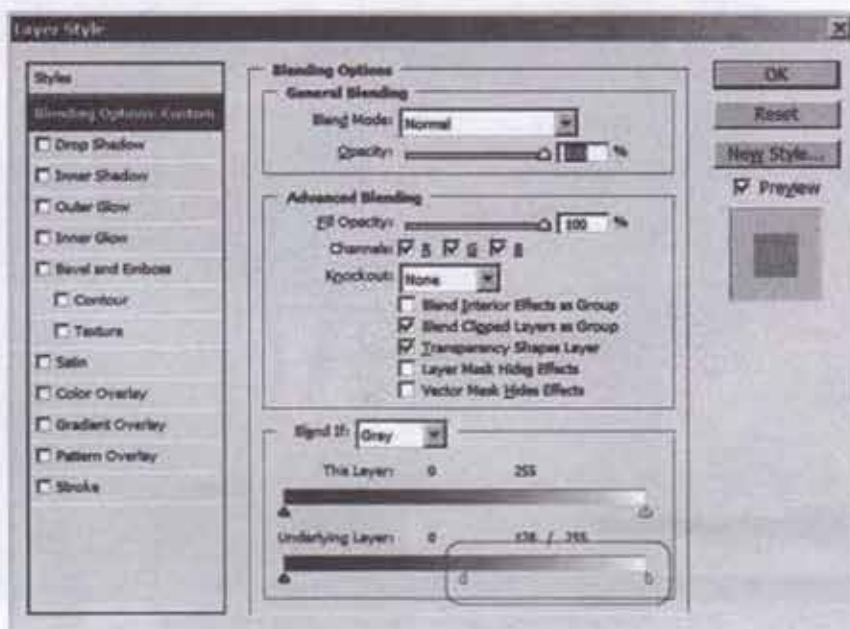 Layer Style
Styles
Blending Options: Custom
Drop Shadow
Inner Shadow
Outer Glow
Inner Glow
Bevel and Emboss
Contour
Texture
Satin
Color Overlay
Gradient Overlay
Pattern Overlay
Stroke
Blending Options
General Blending
Blend Mode: Normal
Opacity: %
Advanced Blending
Fill Opacity: 100 %
Channels: R G B
Knockout: None
Blend Interior Effects as Group
Blend Clipped Layers as Group
Transparency Shapes Layer
Layer Mask Hides Effects
Vector Mask Hides Effects
Blend If: Gray
This Layer: 0 255
Underlying Layer: 0 128 / 255
OK
Reset
New Style...
Preview